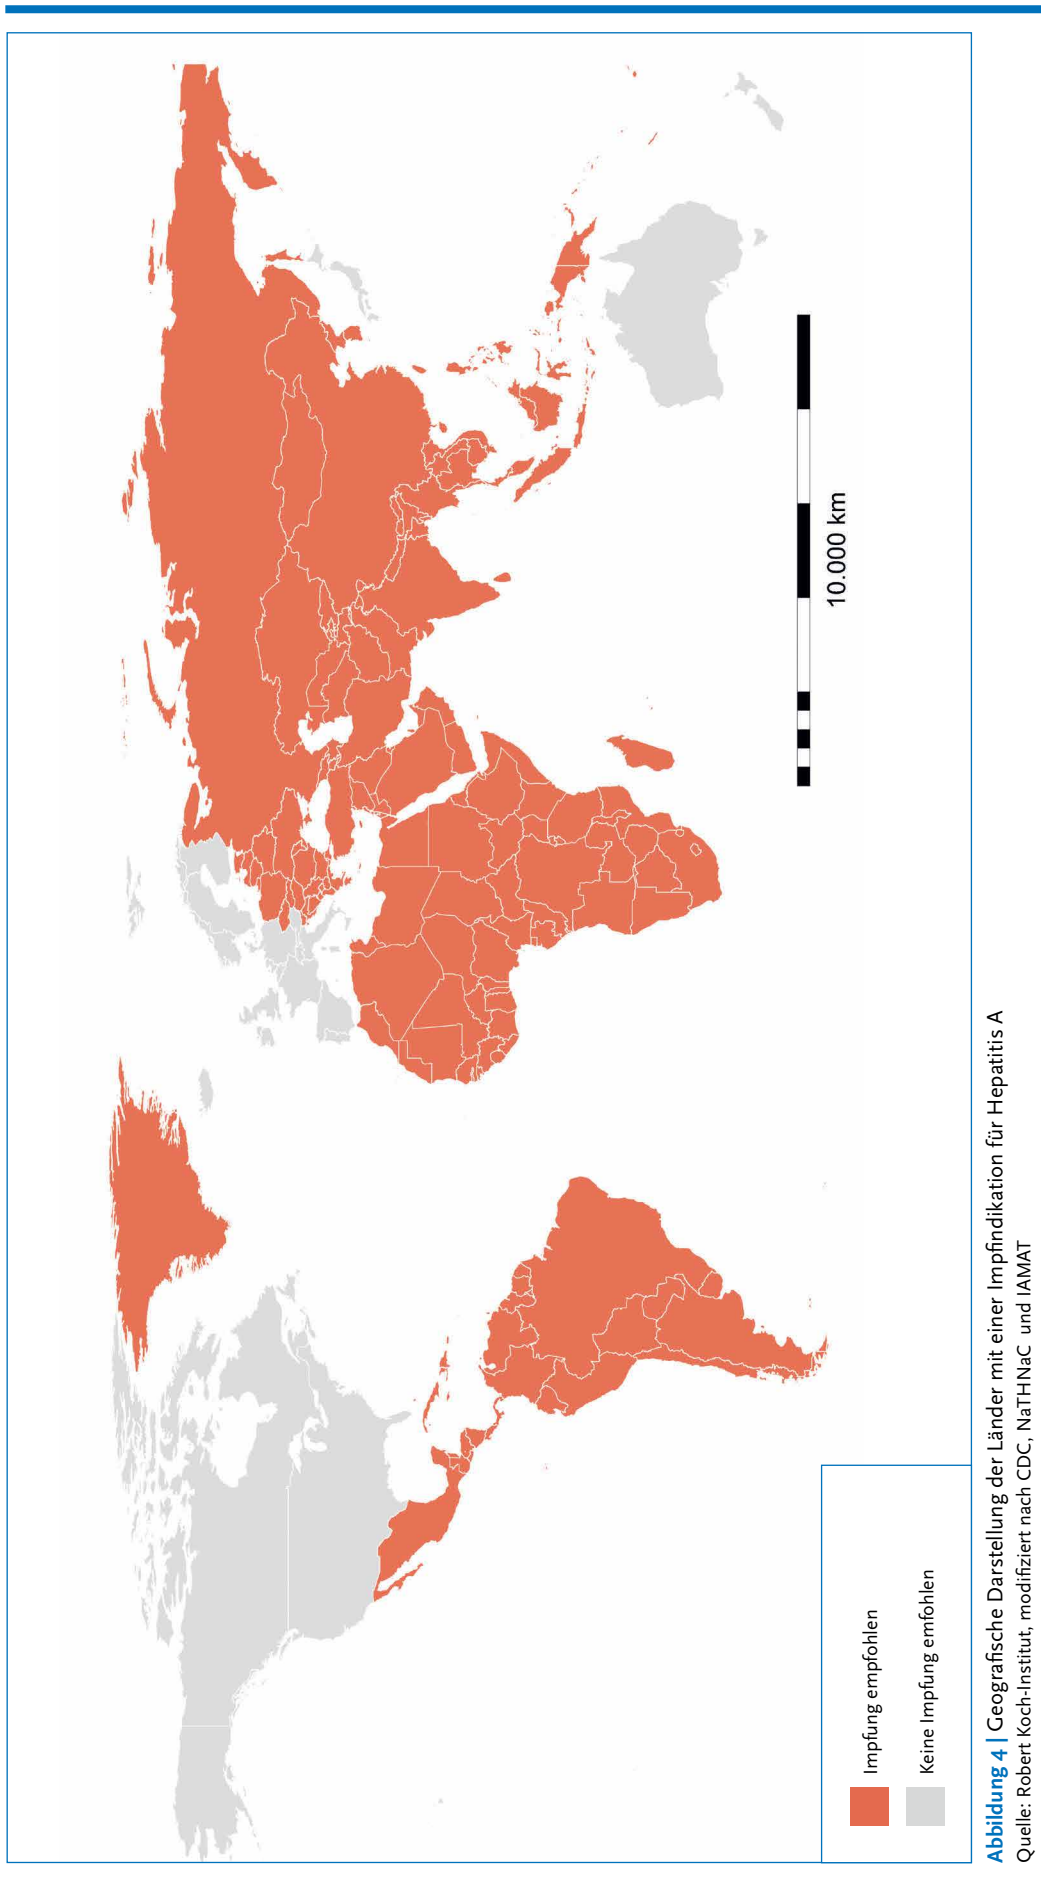 10.000 km
Impfung empfohlen
Keine Impfung emfohlen
Abbildung 4 | Geografische Darstellung der Länder mit einer Impfindikation für Hepatitis A
Quelle: Robert Koch-Institut, modifiziert nach CDC, NaTHNaC und IAMAT